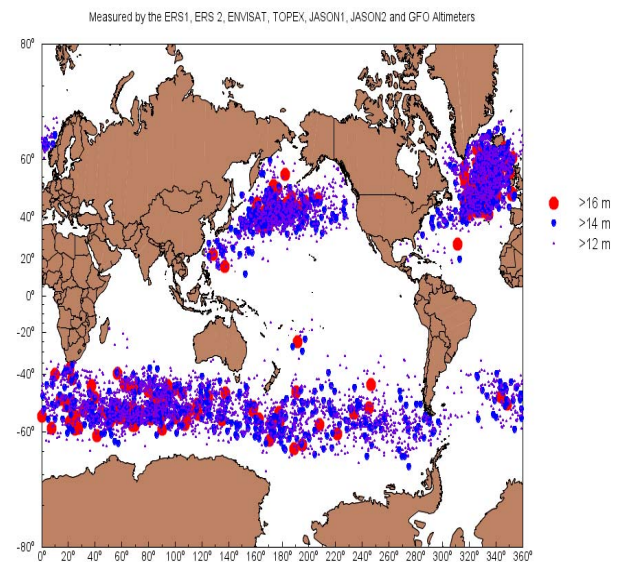 Measured by the ERS1, ERS 2, ENVISAT, TOPEX, JASON1, JASON2 and GFO Altimeters
80°
60°
40°
20°
0°
-20°
-40°
-60°
-80°
>16 m
>14 m
>12 m
0° 20° 40° 60° 80° 100° 120° 140° 160° 180° 200° 220° 240° 260° 280° 300° 320° 340° 360°